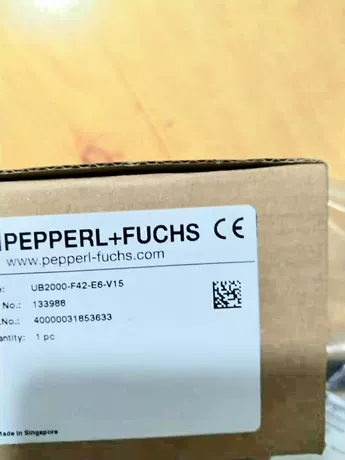 PEPPERL+FUCHS CE
www.pepperl-fuchs.com
e: UB2000-F42-E6-V15
No.: 133988
.No.: 40000031853633
antity: 1 pc
Made in Singapore